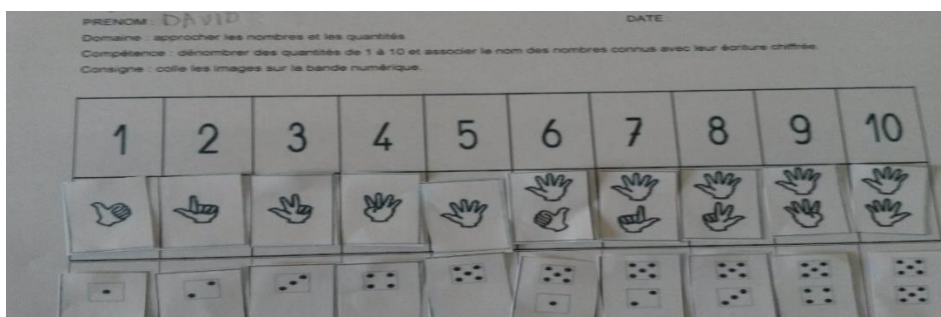 PRENOM : DAVID DATE
Domaine : approcher les nombres et les quantités
Compétence : dénombrer des quantités de 1 à 10 et associer le nom des nombres connus avec leur écriture chiffrée.
Consigne : colle les images sur la bande numérique.
1 2 3 4 5 6 7 8 9 10